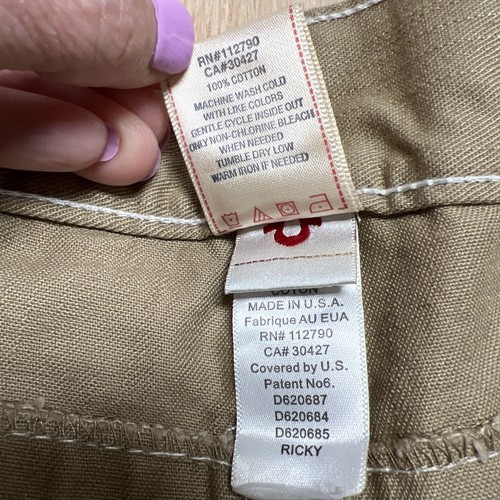 RN#112790
CA#30427
100% COTTON
MACHINE WASH COLD
WITH LIKE COLORS
GENTLE CYCLE INSIDE OUT
ONLY NON-CHLORINE BLEACH
WHEN NEEDED
TUMBLE DRY LOW
WARM IRON IF NEEDED
COTON
MADE IN U.S.A.
Fabrique AU EUA
RN# 112790
CA# 30427
Covered by U.S.
Patent No6.
D620687
D620684
D620685
RICKY